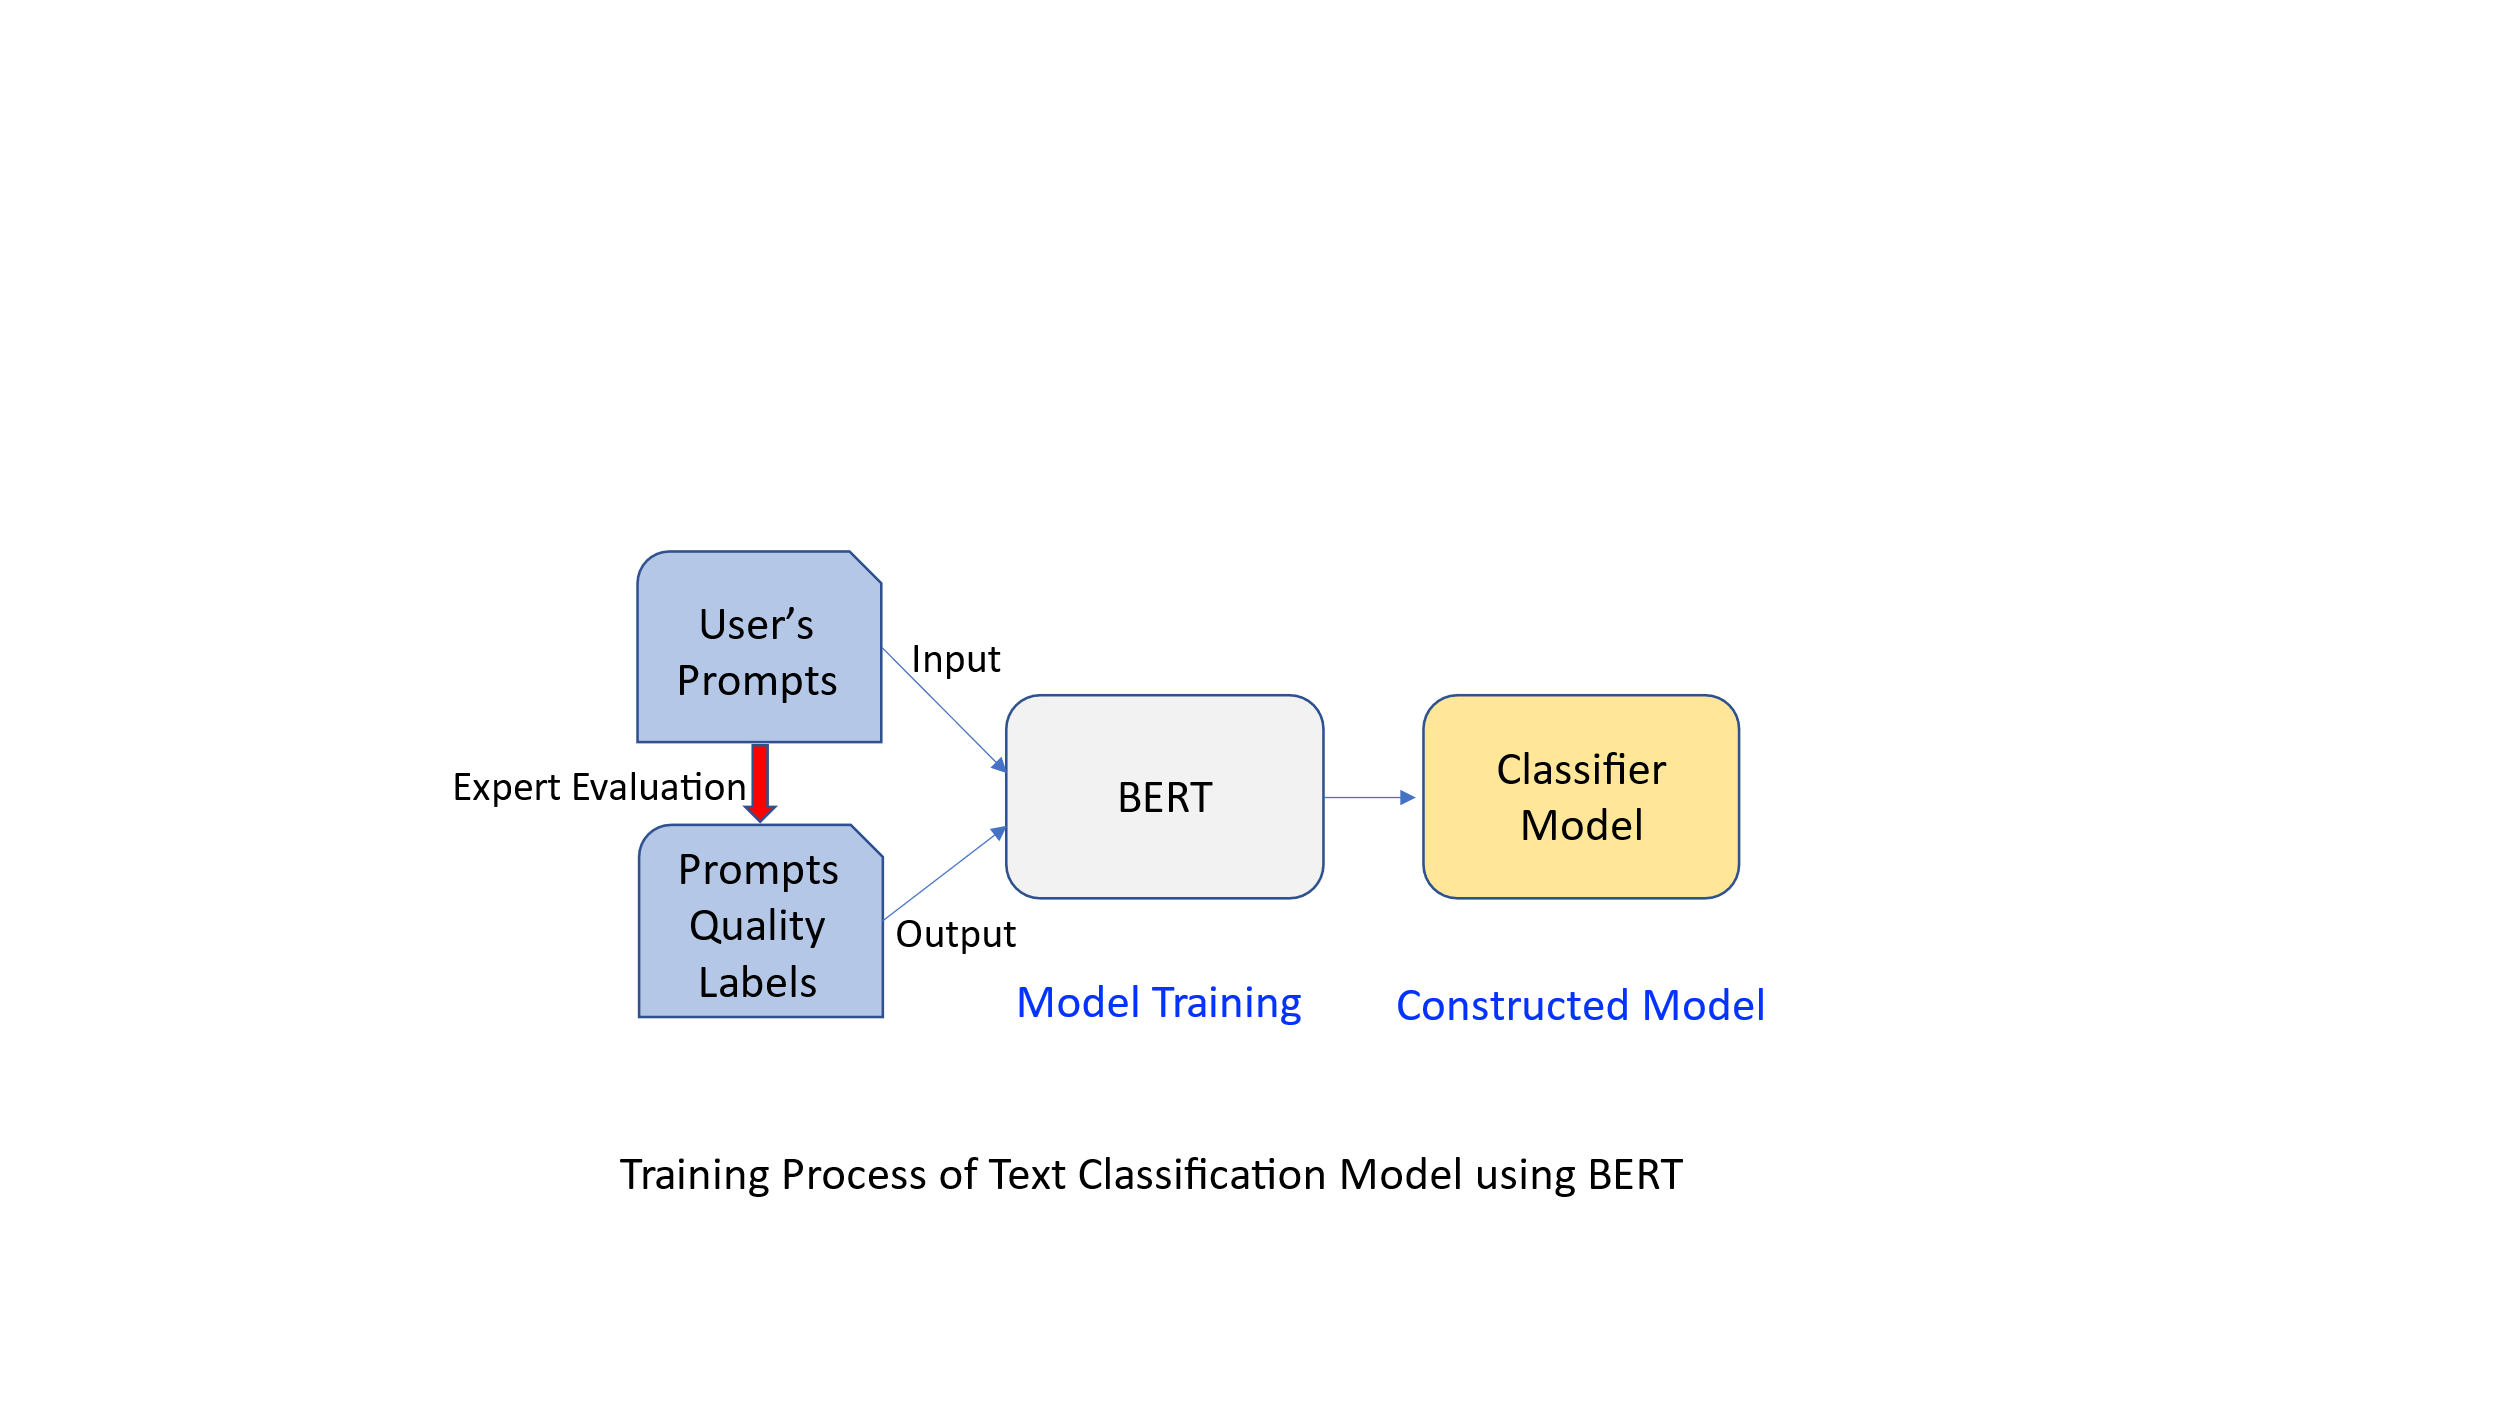 User’s
Prompts
Input
Expert Evaluation
BERT
Classifier
Model
Prompts
Quality
Labels
Output
Model Training
Constructed Model
Training Process of Text Classification Model using BERT